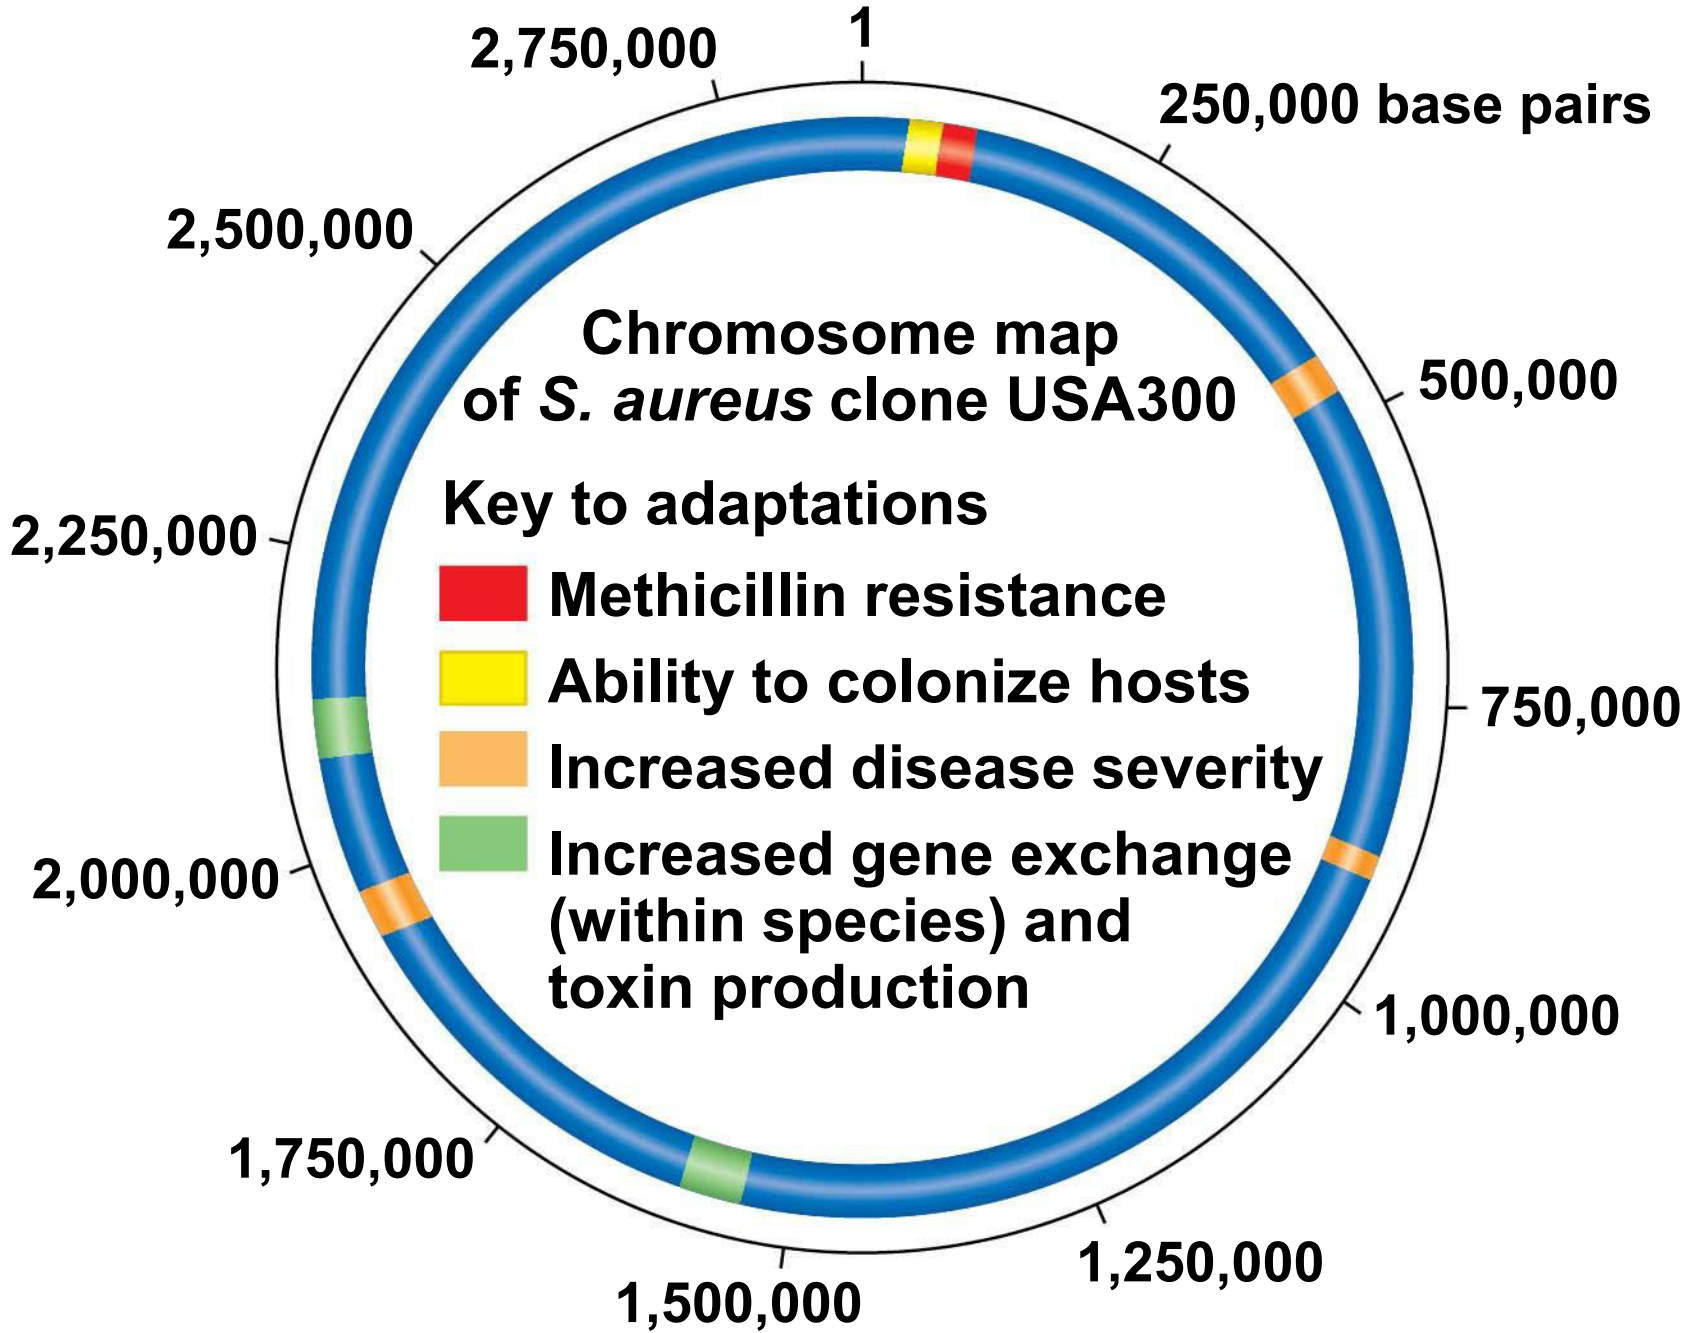 1
250,000 base pairs
500,000
750,000
1,000,000
1,250,000
1,500,000
1,750,000
2,000,000
2,250,000
2,500,000
2,750,000
Chromosome map
of S. aureus clone USA300
Key to adaptations
Methicillin resistance
Ability to colonize hosts
Increased disease severity
Increased gene exchange
(within species) and
toxin production